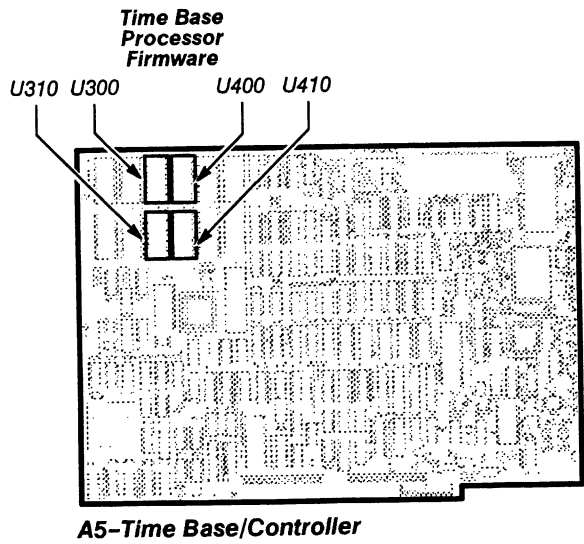 Time Base
Processor
Firmware
U310 U300 U400 U410
A5-Time Base/Controller